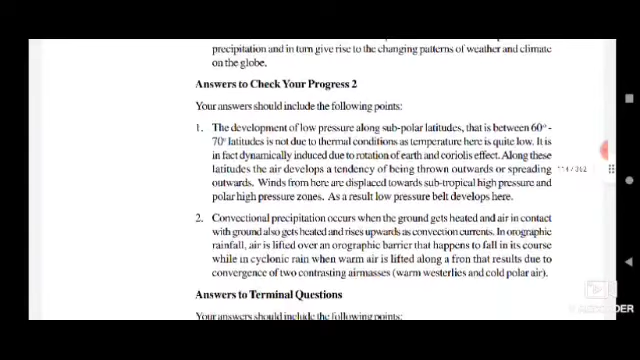 precipitation and in turn give rise to the changing patterns of weather and climate
on the globe.
Answers to Check Your Progress 2
Your answers should include the following points:
1. The development of low pressure along sub-polar latitudes, that is between 60° -
70° latitudes is not due to thermal conditions as temperature here is quite low. It is
in fact dynamically induced due to rotation of earth and coriolis effect. Along these
latitudes the air develops a tendency of being thrown outwards or spreading
outwards. Winds from here are displaced towards sub-tropical high pressure and
polar high pressure zones. As a result low pressure belt develops here.
2. Convectional precipitation occurs when the ground gets heated and air in contact
with ground also gets heated and rises upwards as convection currents. In orographic
rainfall, air is lifted over an orographic barrier that happens to fall in its course
while in cyclonic rain when warm air is lifted along a fron that results due to
convergence of two contrasting airmasses (warm westerlies and cold polar air).
Answers to Terminal Questions
Your answers should include the following points: